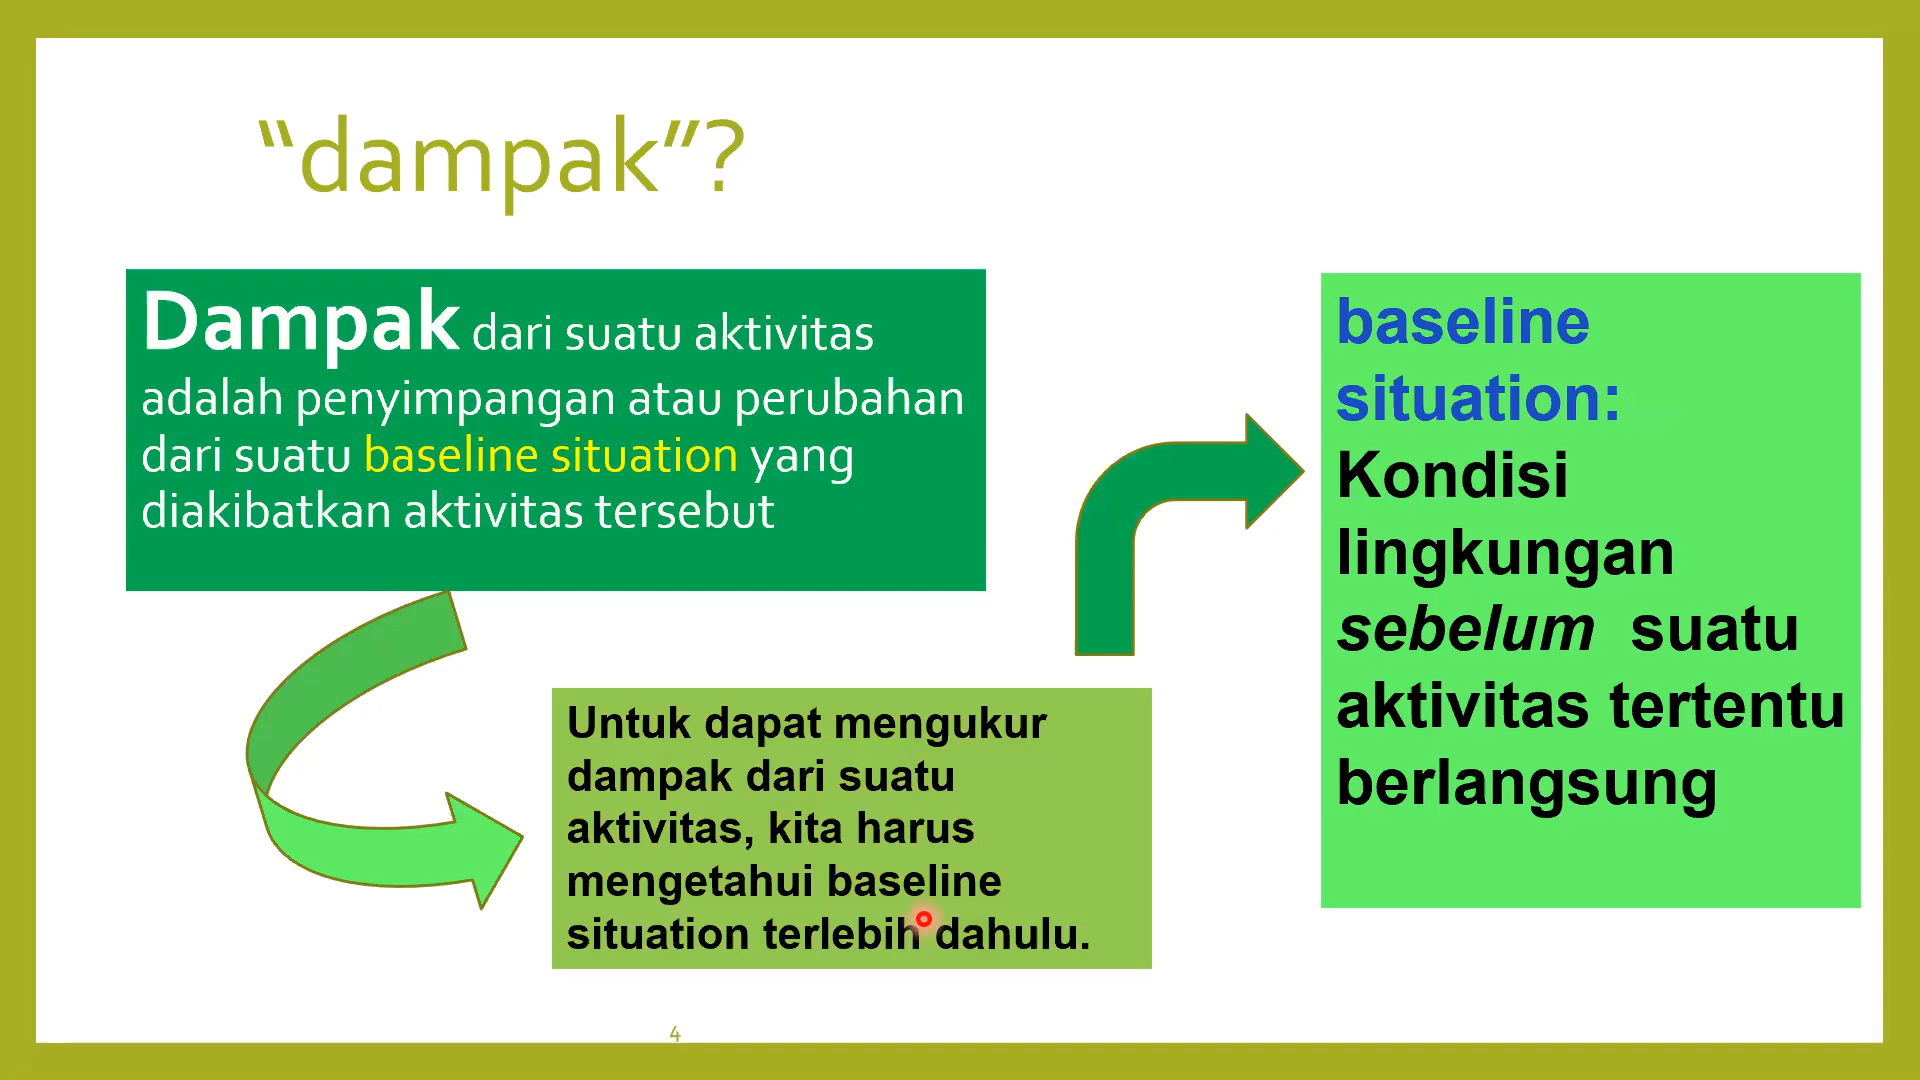 “dampak”?
Dampak dari suatu aktivitas
adalah penyimpangan atau perubahan
dari suatu baseline situation yang
diakibatkan aktivitas tersebut
Untuk dapat mengukur
dampak dari suatu
aktivitas, kita harus
mengetahui baseline
situation terlebih dahulu.
baseline
situation:
Kondisi
lingkungan
sebelum suatu
aktivitas tertentu
berlangsung
4